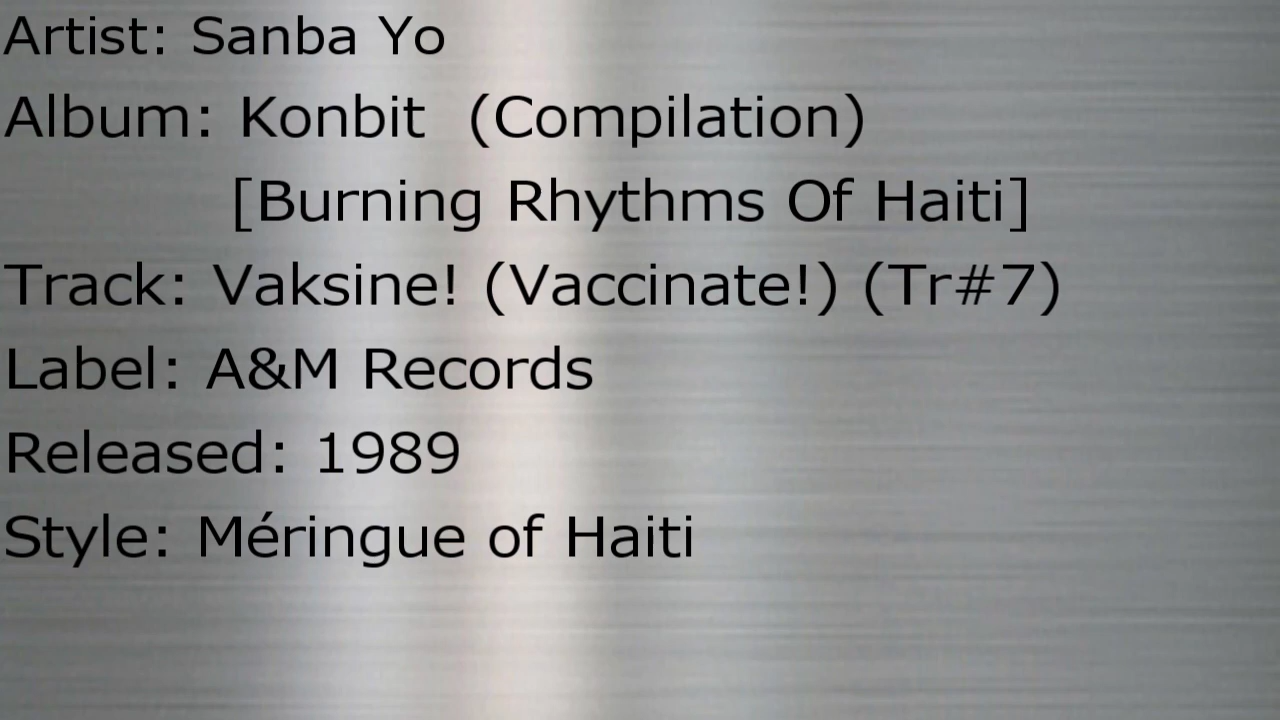 Artist: Sanba Yo
Album: Konbit (Compilation)
[Burning Rhythms Of Haiti]
Track: Vaksine! (Vaccinate!) (Tr#7)
Label: A&M Records
Released: 1989
Style: Méringue of Haiti